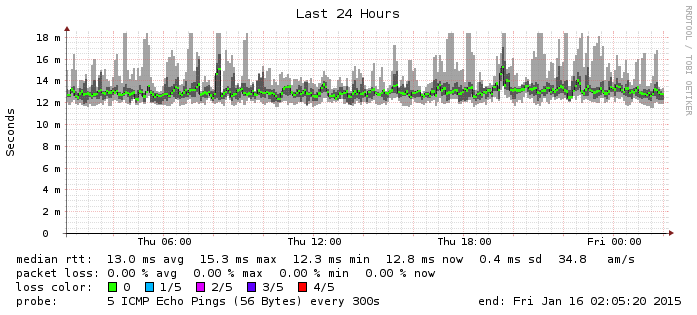 Last 24 Hours
RRDTOOL / TOBI OETIKER
Seconds
18 m
16 m
14 m
12 m
10 m
8 m
6 m
4 m
2 m
0
Thu 06:00 Thu 12:00 Thu 18:00 Fri 00:00
median rtt: 13.0 ms avg 15.3 ms max 12.3 ms min 12.8 ms now 0.4 ms sd 34.8 am/s
packet loss: 0.00 % avg 0.00 % max 0.00 % min 0.00 % now
loss color: 0 1/5 2/5 3/5 4/5
probe: 5 ICMP Echo Pings (56 Bytes) every 300s end: Fri Jan 16 02:05:20 2015